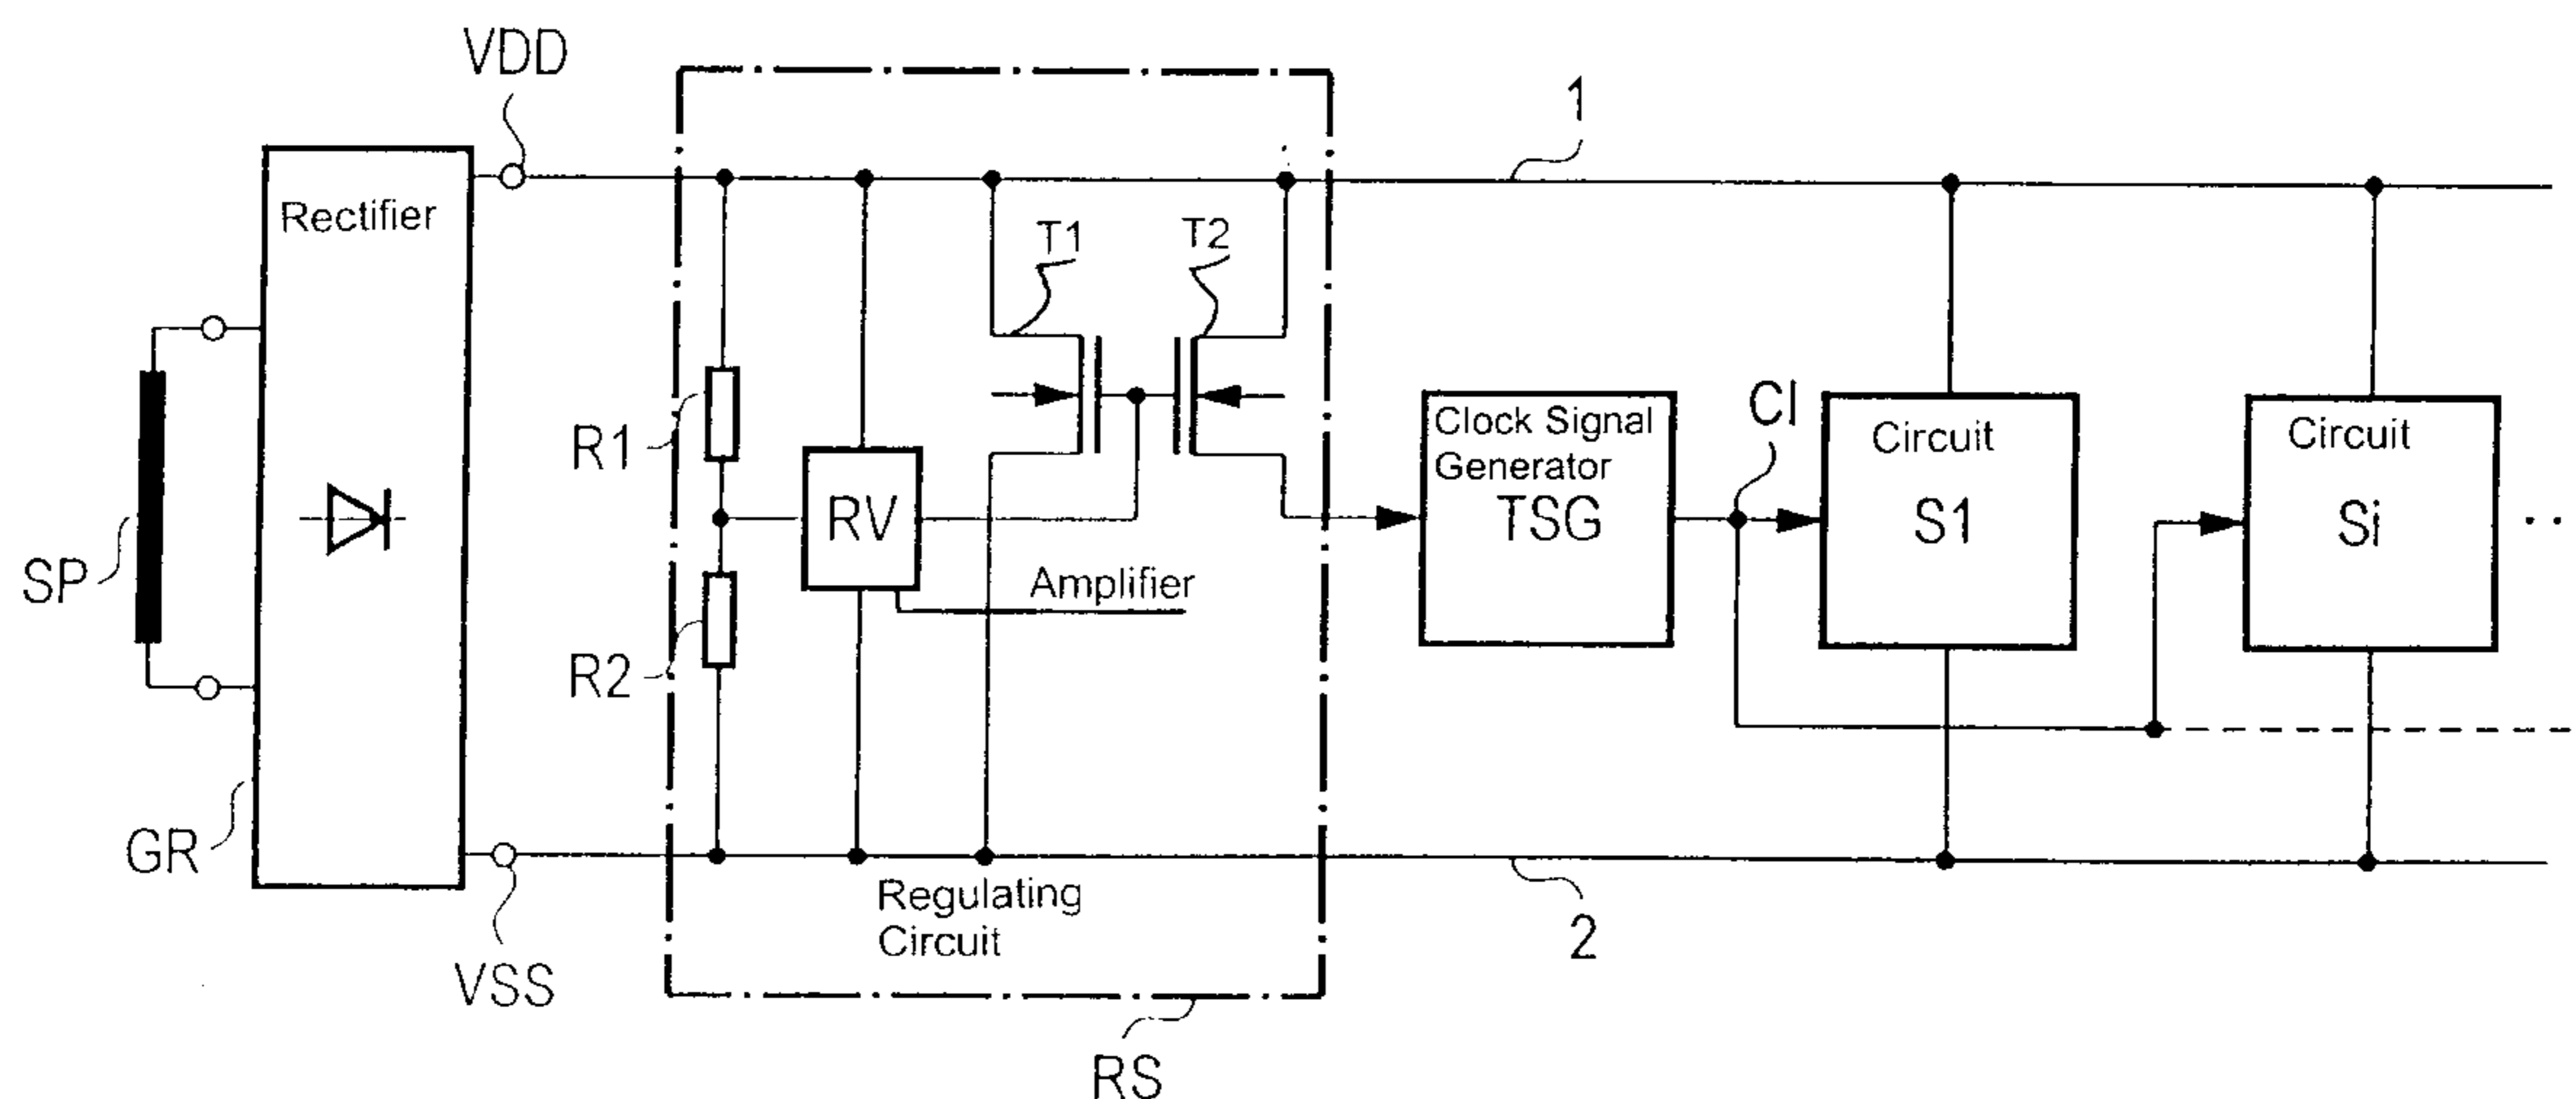 VDD
1
Rectifier
T1
T2
R1
Clock Signal
Generator
TSG
Cl
Circuit
S1
Circuit
Si
RV
SP
Amplifier
R2
GR
Regulating
Circuit
2
VSS
RS